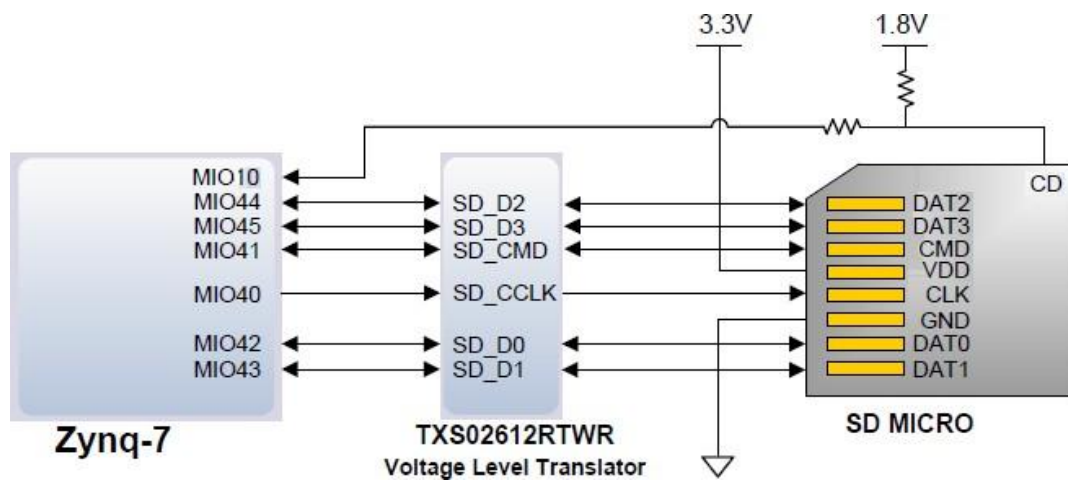 3.3V
1.8V
MIO10
MIO44
MIO45
MIO41
MIO40
MIO42
MIO43
Zynq-7
SD_D2
SD_D3
SD_CMD
SD_CCLK
SD_D0
SD_D1
TXS02612RTWR
Voltage Level Translator
CD
DAT2
DAT3
CMD
VDD
CLK
GND
DAT0
DAT1
SD MICRO